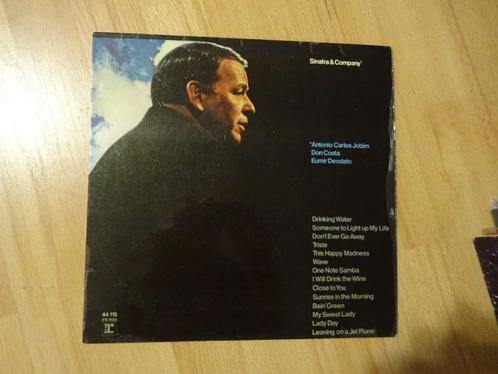 Sinatra & Company*
*Antonio Carlos Jobim
Don Costa
Eumir Deodato
Drinking Water
Someone to Light up My Life
Don't Ever Go Away
Triste
This Happy Madness
Wave
One Note Samba
I Will Drink the Wine
Close to You
Sunrise in the Morning
Bein' Green
My Sweet Lady
Lady Day
Leaving on a Jet Plane
44 115